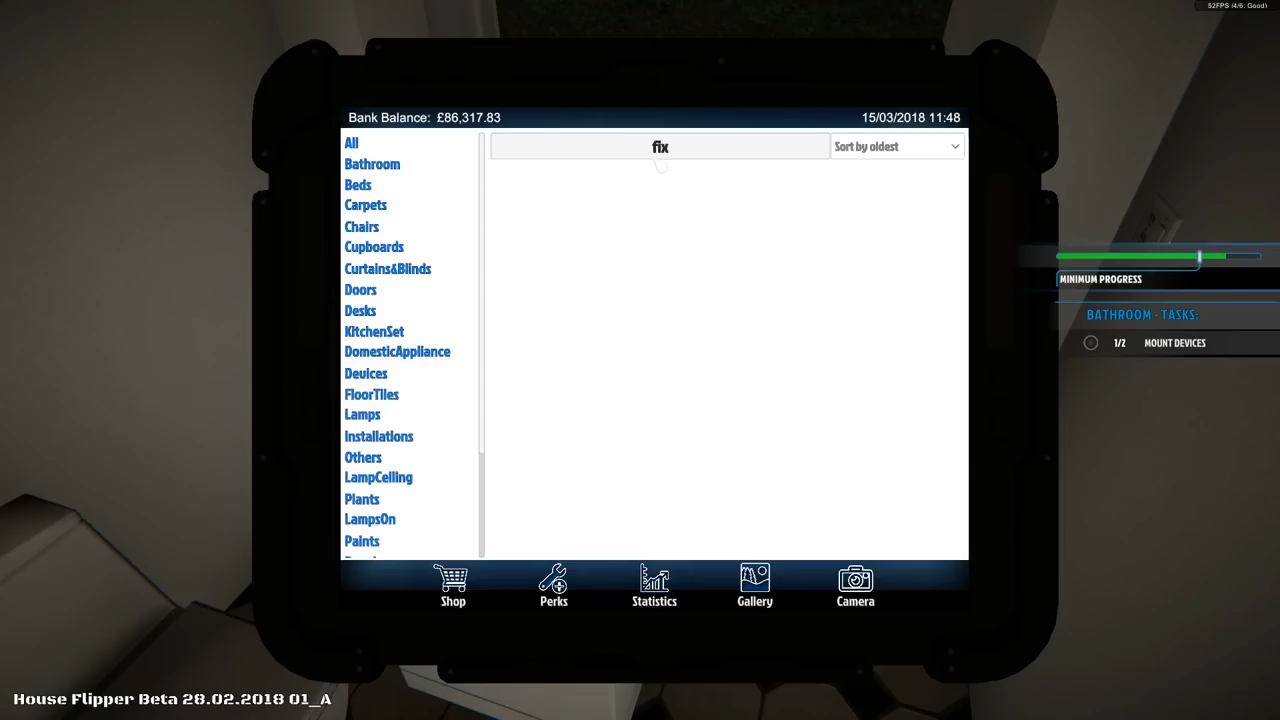 52FPS (4/6: Good)
Bank Balance: £86,317.83
15/03/2018 11:48
All
Bathroom
Beds
Carpets
Chairs
Cupboards
Curtains&Blinds
Doors
Desks
KitchenSet
DomesticAppliance
Devices
FloorTiles
Lamps
Installations
Others
LampCeiling
Plants
LampsOn
Paints
fix
Sort by oldest
MINIMUM PROGRESS
BATHROOM - TASKS:
1/2 MOUNT DEVICES
Shop
Perks
Statistics
Gallery
Camera
House Flipper Beta 28.02.2018 01_A